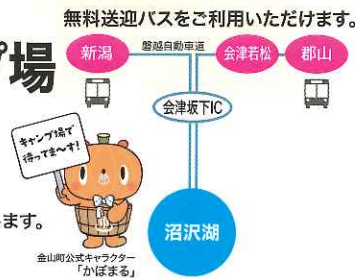 無料送迎バスをご利用いただけます。
プ場
新潟
磐越自動車道
会津若松
郡山
会津坂下IC
キャンプ場で
待ってま〜す!
ます。
沼沢湖
金山町公式キャラクター
「かぼまる」